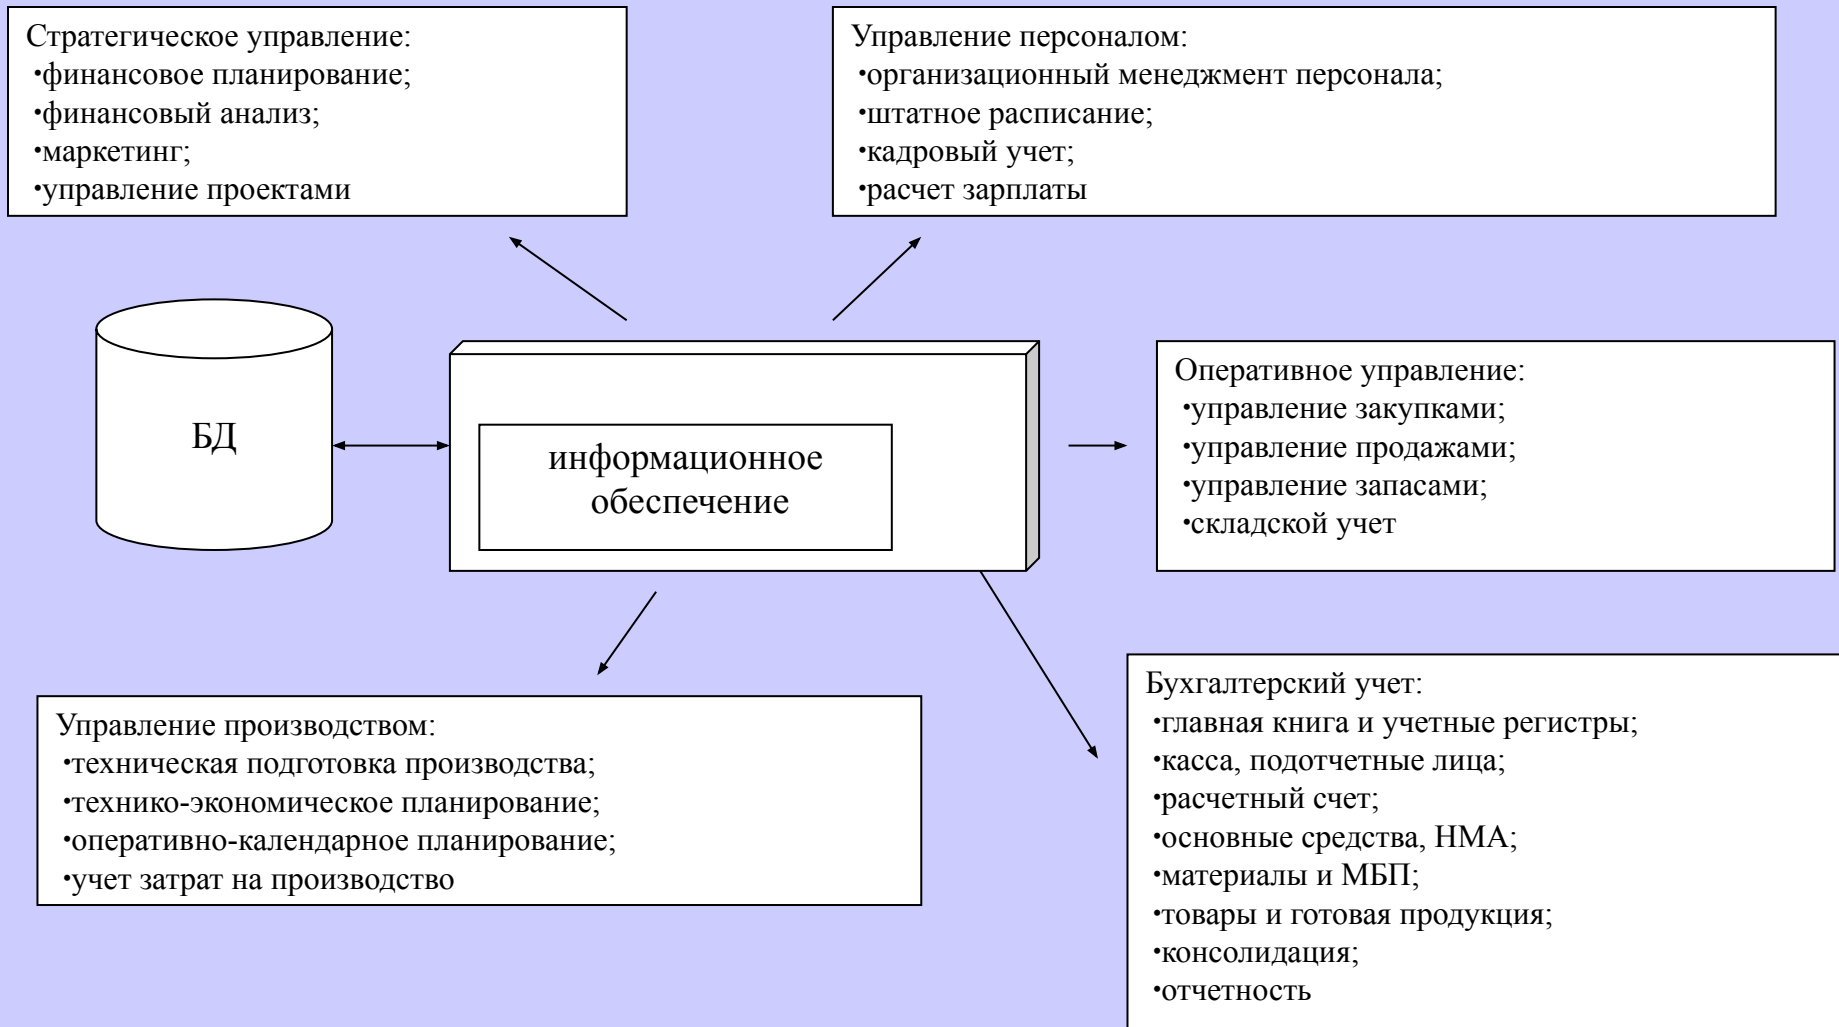 Стратегическое управление:
•финансовое планирование;
•финансовый анализ;
•маркетинг;
•управление проектами
Управление персоналом:
•организационный менеджмент персонала;
•штатное расписание;
•кадровый учет;
•расчет зарплаты
БД
информационное
обеспечение
Оперативное управление:
•управление закупками;
•управление продажами;
•управление запасами;
•складской учет
Управление производством:
•техническая подготовка производства;
•технико-экономическое планирование;
•оперативно-календарное планирование;
•учет затрат на производство
Бухгалтерский учет:
•главная книга и учетные регистры;
•касса, подотчетные лица;
•расчетный счет;
•основные средства, НМА;
•материалы и МБП;
•товары и готовая продукция;
•консолидация;
•отчетность